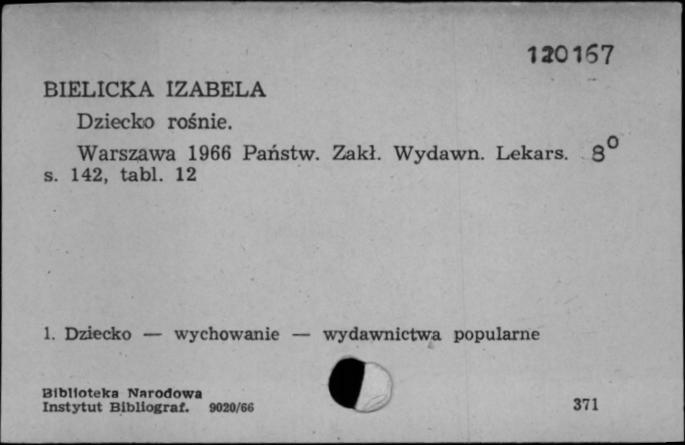 120167
BIELICKA IZABELA
Dziecko rośnie.
Warszawa 1966 Państw. Zakł. Wydawn. Lekars. 8°
s. 142, tabl. 12
1. Dziecko — wychowanie — wydawnictwa popularne
Biblioteka Narodowa
Instytut Bibliograf. 9020/66 371